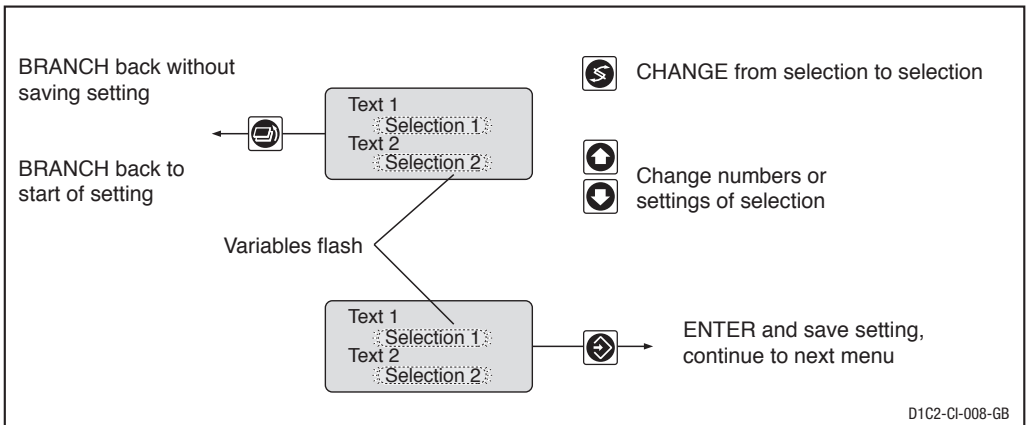 BRANCH back without
saving setting
BRANCH back to
start of setting
Text 1
Selection 1
Text 2
Selection 2
CHANGE from selection to selection
Change numbers or
settings of selection
Variables flash
Text 1
Selection 1
Text 2
Selection 2
ENTER and save setting,
continue to next menu
D1C2-CI-008-GB